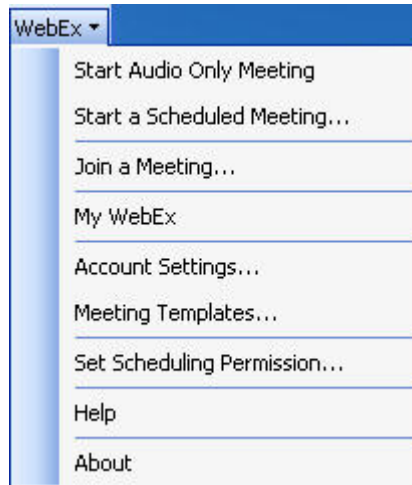 WebEx
Start Audio Only Meeting
Start a Scheduled Meeting...
Join a Meeting...
My WebEx
Account Settings...
Meeting Templates...
Set Scheduling Permission...
Help
About